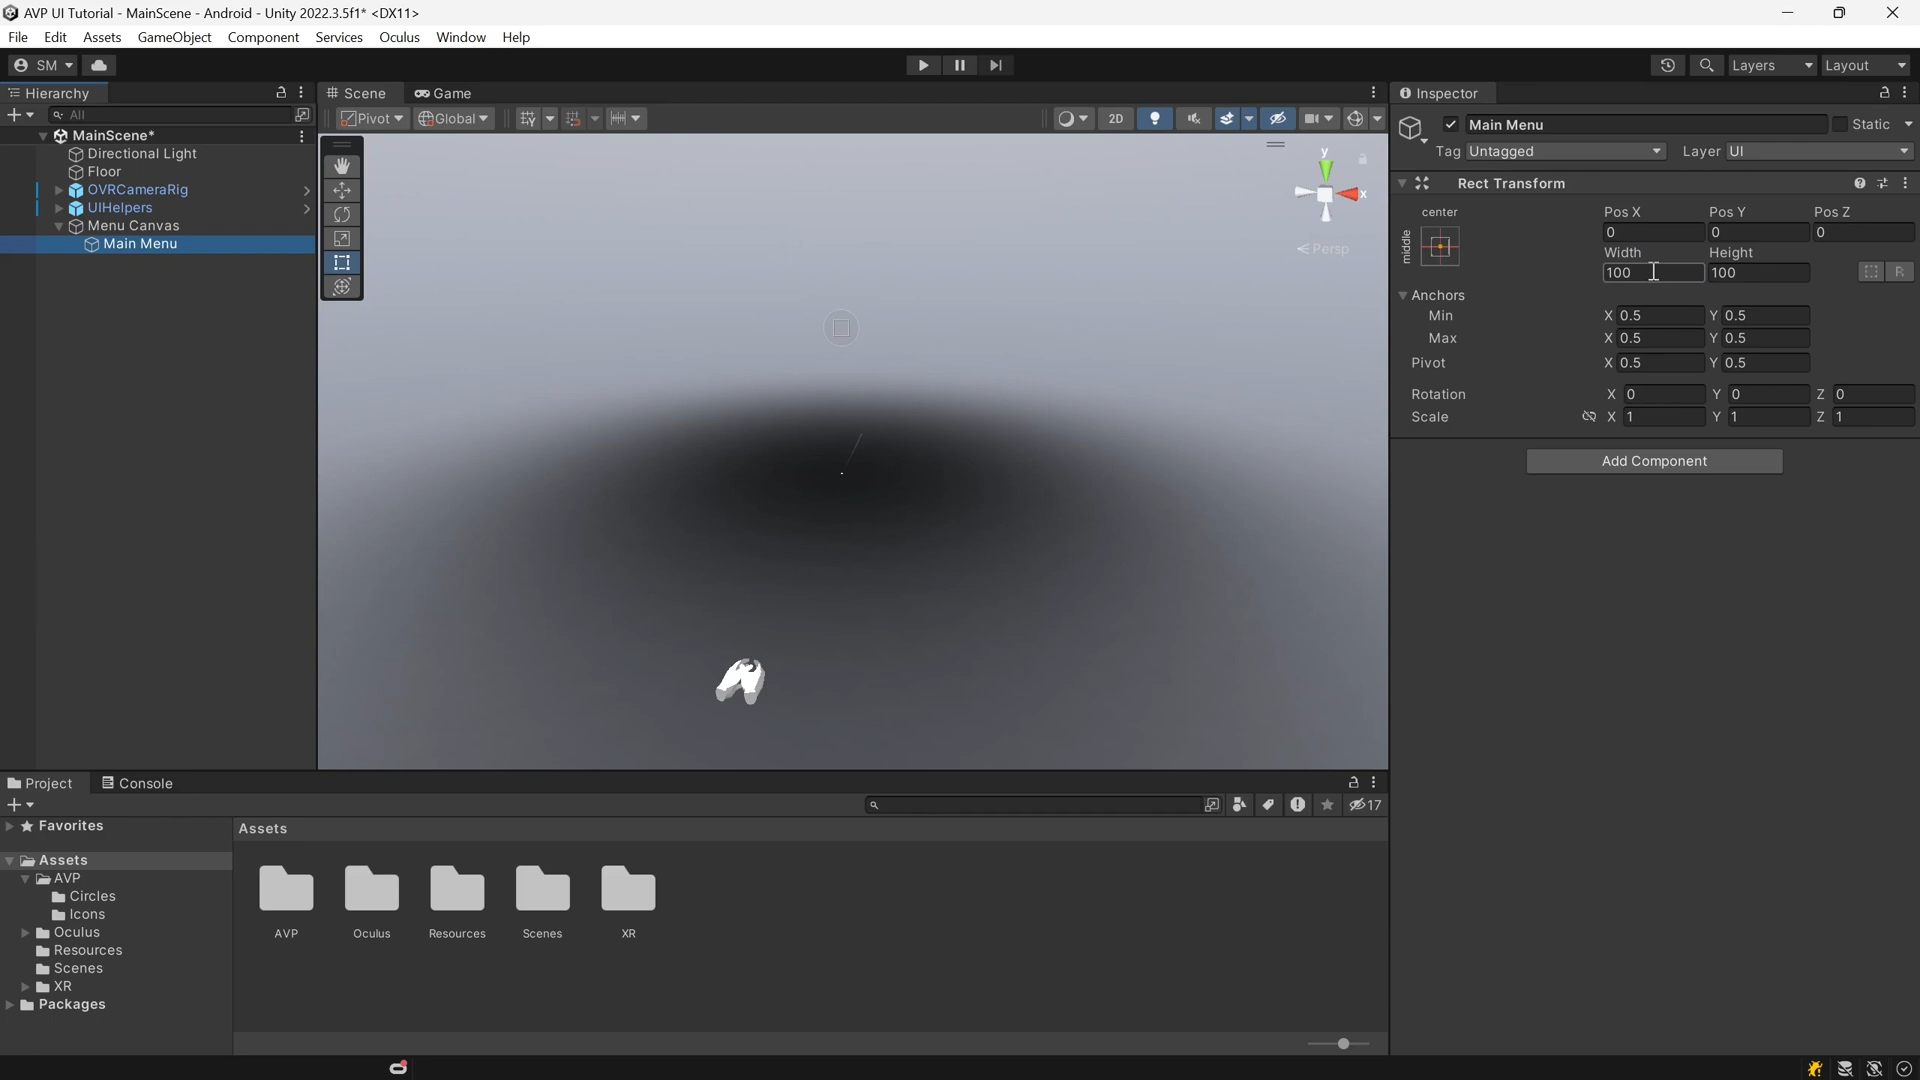 AVP UI Tutorial - MainScene - Android - Unity 2022.3.5f1* <DX11>
File Edit Assets GameObject Component Services Oculus Window Help
SM Layers Layout
Hierarchy Scene Game Inspector
All Pivot Global 2D Main Menu Static
MainScene* Tag Untagged Layer UI
Directional Light
Floor Rect Transform
OVRCameraRig
UIHelpers center Pos X Pos Y Pos Z
Menu Canvas 0 0 0
Main Menu Persp middle Width Height
100 100 R
y
x
Anchors
Min X 0.5 Y 0.5
Max X 0.5 Y 0.5
Pivot X 0.5 Y 0.5
Rotation X 0 Y 0 Z 0
Scale X 1 Y 1 Z 1
Add Component
Project Console
17
Favorites Assets
Assets
AVP
Circles
Icons
Oculus AVP Oculus Resources Scenes XR
Resources
Scenes
XR
Packages